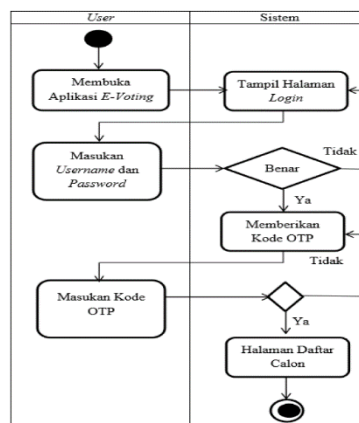 User
Sistem
Membuka
Aplikasi E-Voting
Tampil Halaman
Login
Masukan
Username dan
Password
Benar
Tidak
Ya
Memberikan
Kode OTP
Tidak
Masukan Kode
OTP
Ya
Halaman Daftar
Calon